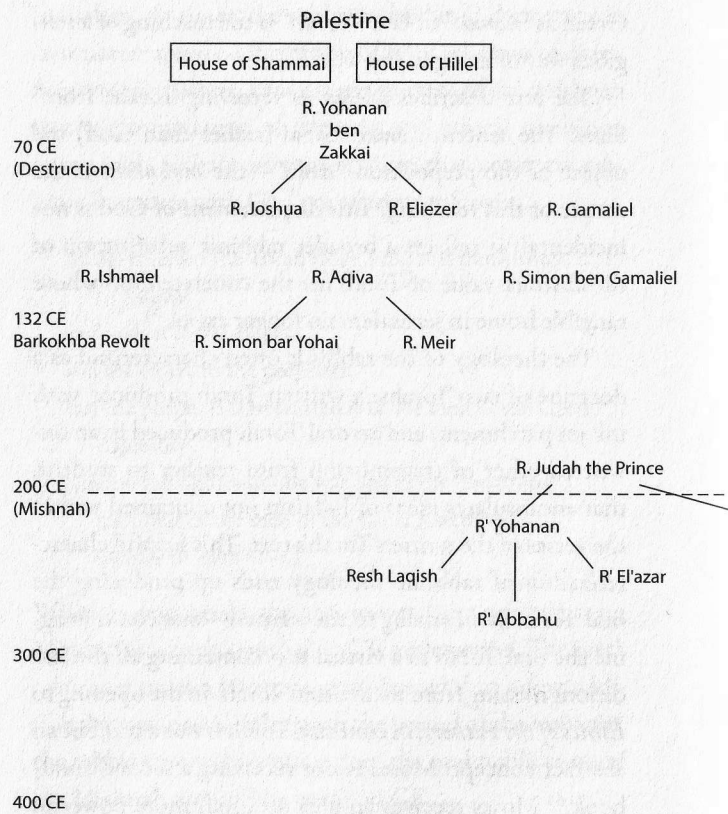 Palestine
House of Shammai
House of Hillel
R. Yohanan
ben
Zakkai
70 CE
(Destruction)
R. Joshua
R. Eliezer
R. Gamaliel
R. Ishmael
R. Aqiva
R. Simon ben Gamaliel
132 CE
Barkokhba Revolt
R. Simon bar Yohai
R. Meir
R. Judah the Prince
200 CE
(Mishnah)
R' Yohanan
Resh Laqish
R' El'azar
R' Abbahu
300 CE
400 CE